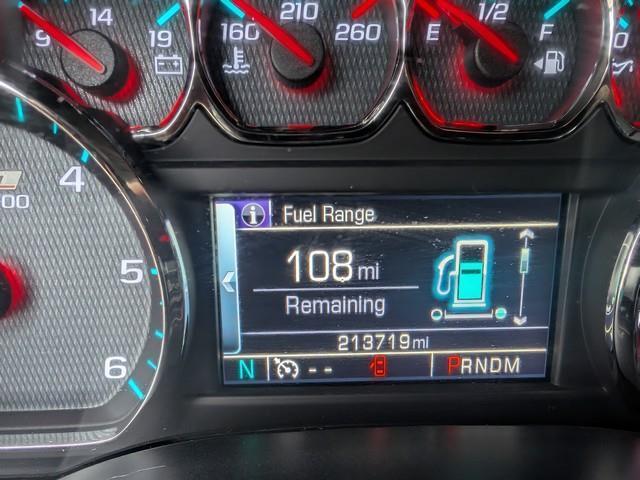 9 14 19
160 210 260
E 1/2 F
4
00
5
6
i Fuel Range
108 mi
Remaining
213719 mi
N -- PRNDM